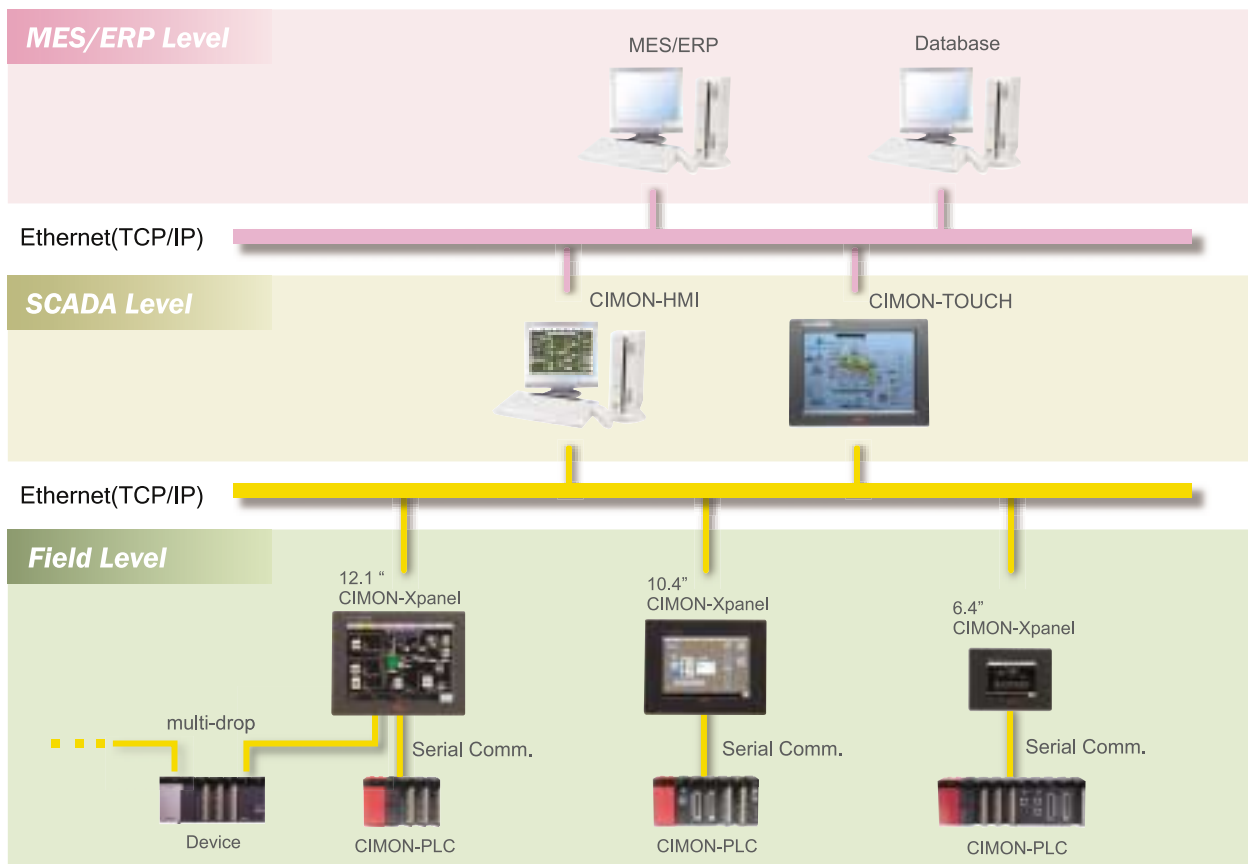 MES/ERP Level
MES/ERP
Database
Ethernet(TCP/IP)
SCADA Level
CIMON-HMI
CIMON-TOUCH
Ethernet(TCP/IP)
Field Level
12.1 “
CIMON-Xpanel
10.4”
CIMON-Xpanel
6.4”
CIMON-Xpanel
multi-drop
Serial Comm.
Serial Comm.
Serial Comm.
Device
CIMON-PLC
CIMON-PLC
CIMON-PLC